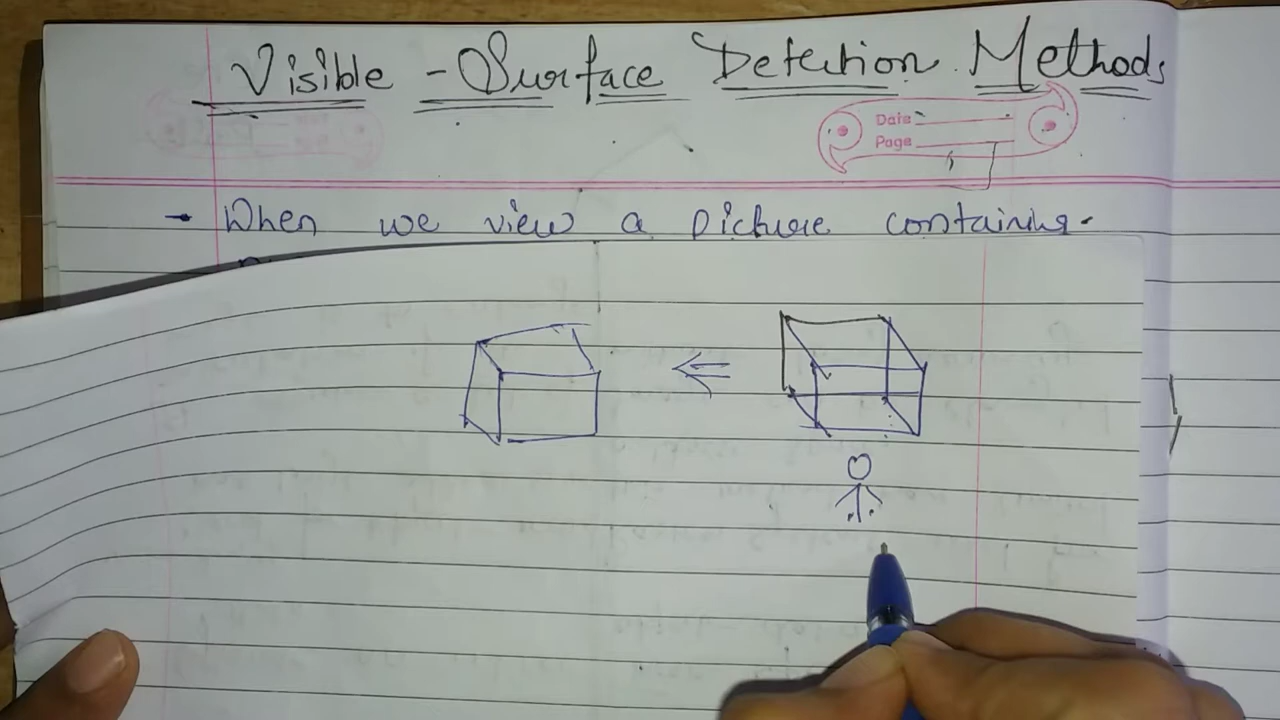 Visible - Surface Detection Methods
Date
Page
- When we view a picture containing